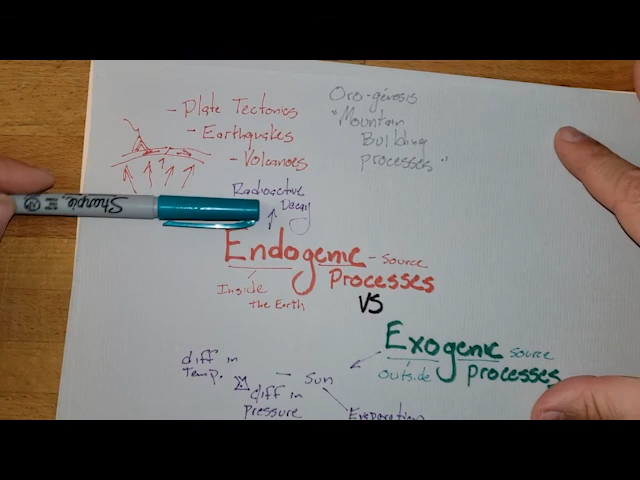 - Plate Tectonics
- Earthquakes
- Volcanoes
Oro-génesis
"Mountain
Building
processes"
Radioactive
Decay
Sharpie
Endogenic - source
Processes
Inside
the Earth
VS
Exogenic source
outside processes
diff in
Temp.
- Sun
diff in
pressure
Evaporation